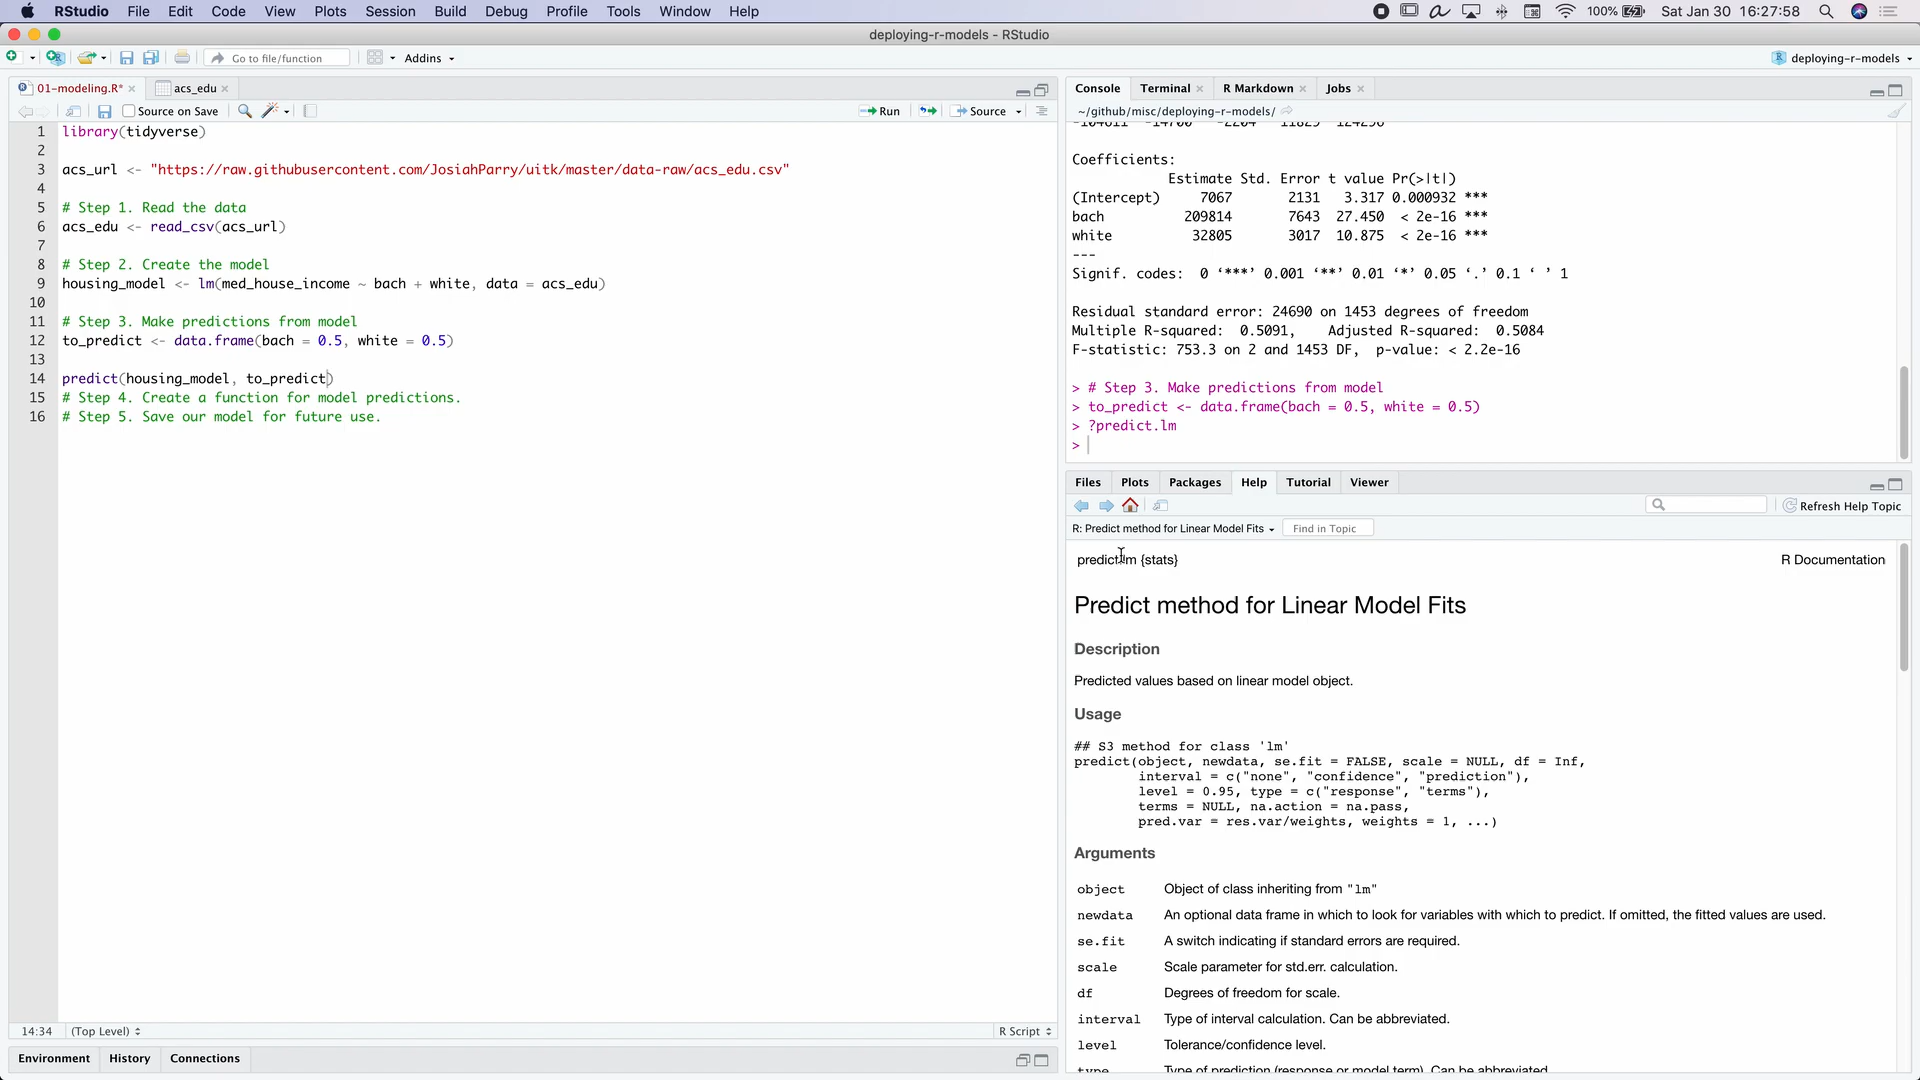 RStudio File Edit Code View Plots Session Build Debug Profile Tools Window Help 100% Sat Jan 30 16:27:58
deploying-r-models - RStudio
Go to file/function Addins deploying-r-models
01-modeling.R* acs_edu
Source on Save Run Source
1 library(tidyverse)
2
3 acs_url <- "https://raw.githubusercontent.com/JosiahParry/uitk/master/data-raw/acs_edu.csv"
4
5 # Step 1. Read the data
6 acs_edu <- read_csv(acs_url)
7
8 # Step 2. Create the model
9 housing_model <- lm(med_house_income ~ bach + white, data = acs_edu)
10
11 # Step 3. Make predictions from model
12 to_predict <- data.frame(bach = 0.5, white = 0.5)
13
14 predict(housing_model, to_predict)
15 # Step 4. Create a function for model predictions.
16 # Step 5. Save our model for future use.
14:34 (Top Level) R Script
Environment History Connections
Console Terminal R Markdown Jobs
~/github/misc/deploying-r-models/
-104611 -14700 -2204 11829 124296
Coefficients:
Estimate Std. Error t value Pr(>|t|)
(Intercept) 7067 2131 3.317 0.000932 ***
bach 209814 7643 27.450 < 2e-16 ***
white 32805 3017 10.875 < 2e-16 ***
---
Signif. codes: 0 ‘***’ 0.001 ‘**’ 0.01 ‘*’ 0.05 ‘.’ 0.1 ‘ ’ 1
Residual standard error: 24690 on 1453 degrees of freedom
Multiple R-squared: 0.5091, Adjusted R-squared: 0.5084
F-statistic: 753.3 on 2 and 1453 DF, p-value: < 2.2e-16
> # Step 3. Make predictions from model
> to_predict <- data.frame(bach = 0.5, white = 0.5)
> ?predict.lm
>
Files Plots Packages Help Tutorial Viewer
Refresh Help Topic
R: Predict method for Linear Model Fits Find in Topic
predict.lm {stats} R Documentation
Predict method for Linear Model Fits
Description
Predicted values based on linear model object.
Usage
## S3 method for class 'lm'
predict(object, newdata, se.fit = FALSE, scale = NULL, df = Inf,
interval = c("none", "confidence", "prediction"),
level = 0.95, type = c("response", "terms"),
terms = NULL, na.action = na.pass,
pred.var = res.var/weights, weights = 1, ...)
Arguments
object Object of class inheriting from "lm"
newdata An optional data frame in which to look for variables with which to predict. If omitted, the fitted values are used.
se.fit A switch indicating if standard errors are required.
scale Scale parameter for std.err. calculation.
df Degrees of freedom for scale.
interval Type of interval calculation. Can be abbreviated.
level Tolerance/confidence level.
type Type of prediction (response or model term). Can be abbreviated.